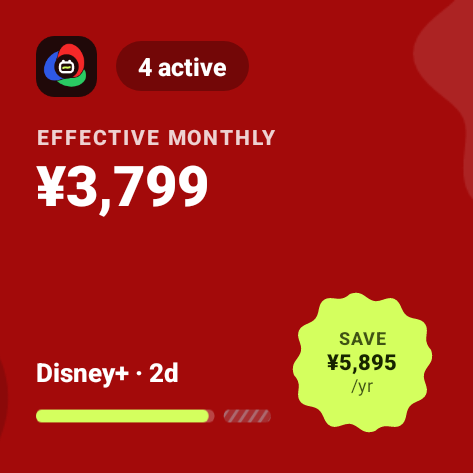 4 active
EFFECTIVE MONTHLY
¥3,799
SAVE
¥5,895
/yr
Disney+ · 2d